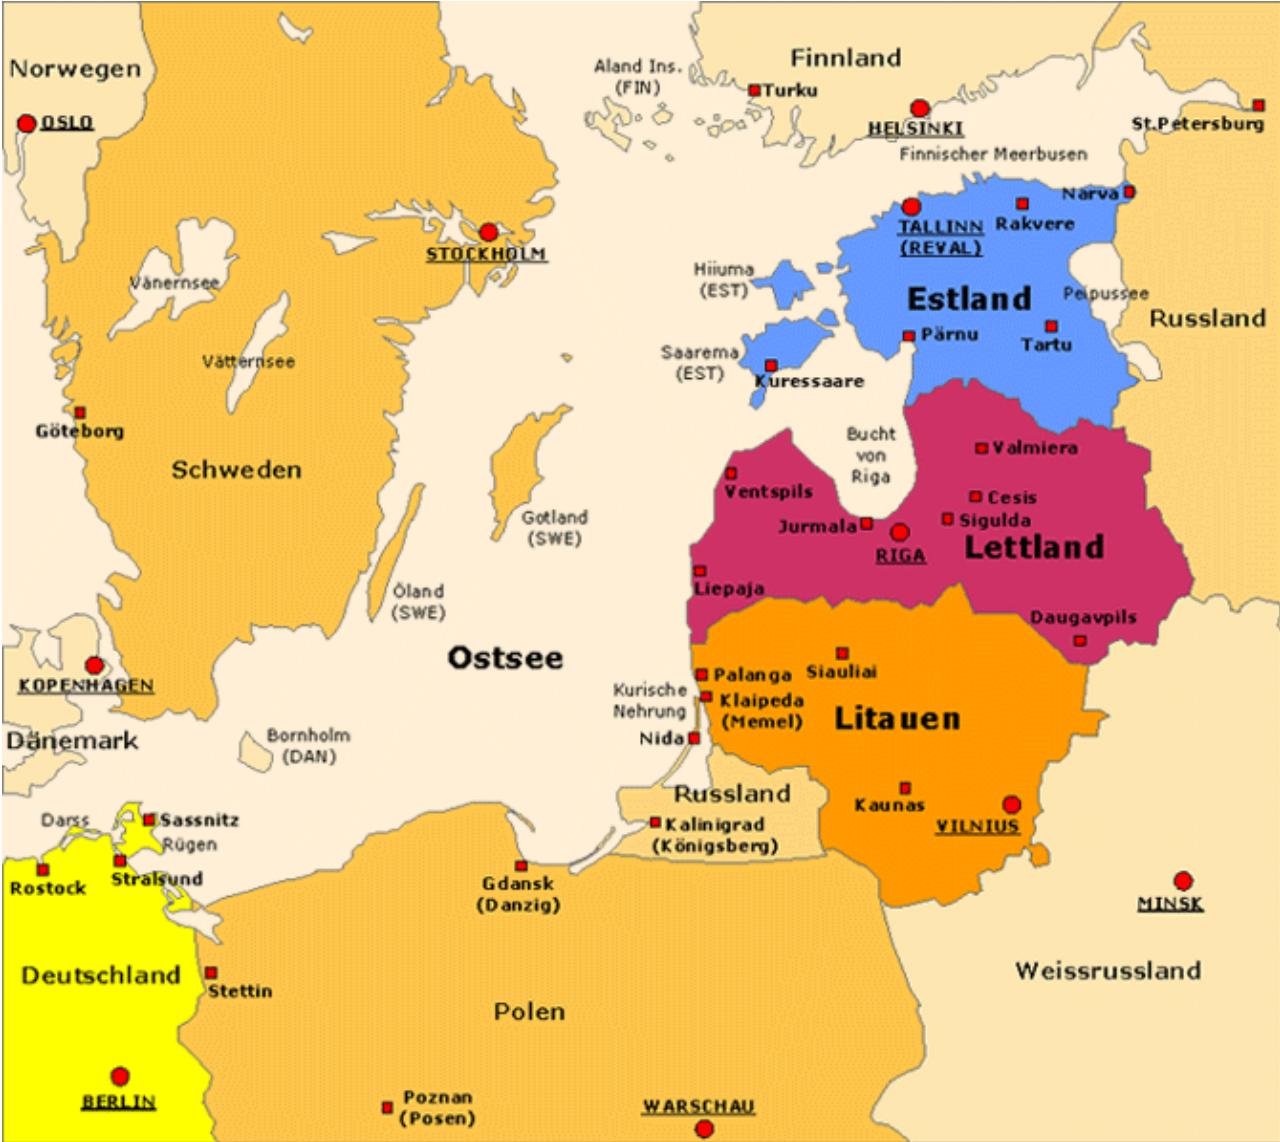 Norwegen
OSLO
Aland Ins.
(FIN)
Finnland
Turku
HELSINKI
St.Petersburg
Finnischer Meerbusen
Narva
TALLINN
(REVAL)
Rakvere
STOCKHOLM
Vänernsee
Hiiuma
(EST)
Estland
Peipussee
Russland
Vätternsee
Saarema
(EST)
Pärnu
Tartu
Kuressaare
Göteborg
Schweden
Bucht
von
Riga
Valmiera
Ventspils
Cesis
Jurmala
Sigulda
Gotland
(SWE)
RIGA
Lettland
Öland
(SWE)
Liepaja
Daugavpils
Ostsee
KOPENHAGEN
Palanga
Siauliai
Kurische
Nehrung
Klaipeda
(Memel)
Litauen
Nida
Dänemark
Bornholm
(DAN)
Russland
Kaunas
VILNIUS
Darss
Sassnitz
Rügen
Kalinigrad
(Königsberg)
Rostock
Stralsund
Gdansk
(Danzig)
MINSK
Deutschland
Stettin
Weissrussland
Polen
BERLIN
Poznan
(Posen)
WARSCHAU